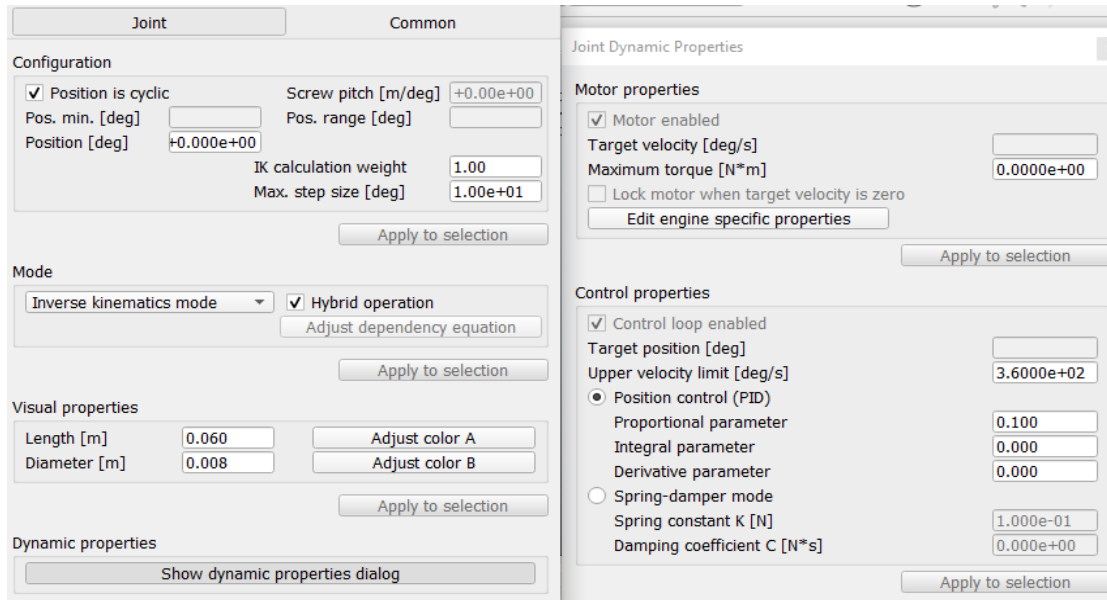 Joint
Common
Configuration
Position is cyclic
Screw pitch [m/deg]
+0.00e+00
Pos. min. [deg]
Pos. range [deg]
Position [deg]
+0.000e+00
IK calculation weight
1.00
Max. step size [deg]
1.00e+01
Apply to selection
Mode
Inverse kinematics mode
Hybrid operation
Adjust dependency equation
Apply to selection
Visual properties
Length [m]
0.060
Adjust color A
Diameter [m]
0.008
Adjust color B
Apply to selection
Dynamic properties
Show dynamic properties dialog
Joint Dynamic Properties
Motor properties
Motor enabled
Target velocity [deg/s]
Maximum torque [N*m]
0.0000e+00
Lock motor when target velocity is zero
Edit engine specific properties
Apply to selection
Control properties
Control loop enabled
Target position [deg]
Upper velocity limit [deg/s]
3.6000e+02
Position control (PID)
Proportional parameter
0.100
Integral parameter
0.000
Derivative parameter
0.000
Spring-damper mode
Spring constant K [N]
1.000e-01
Damping coefficient C [N*s]
0.000e+00
Apply to selection